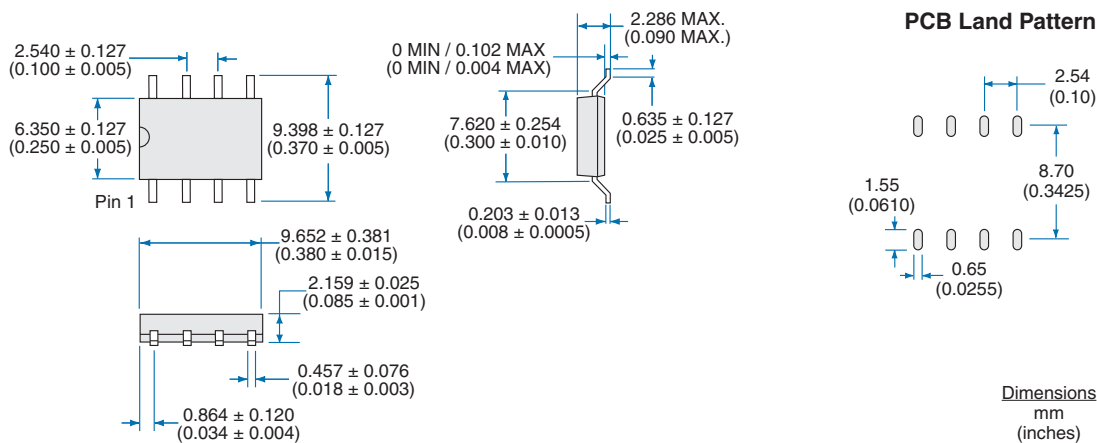 2.540 ± 0.127
(0.100 ± 0.005)
6.350 ± 0.127
(0.250 ± 0.005)
9.398 ± 0.127
(0.370 ± 0.005)
Pin 1
9.652 ± 0.381
(0.380 ± 0.015)
2.159 ± 0.025
(0.085 ± 0.001)
0.457 ± 0.076
(0.018 ± 0.003)
0.864 ± 0.120
(0.034 ± 0.004)
2.286 MAX.
(0.090 MAX.)
0 MIN / 0.102 MAX
(0 MIN / 0.004 MAX)
7.620 ± 0.254
(0.300 ± 0.010)
0.635 ± 0.127
(0.025 ± 0.005)
0.203 ± 0.013
(0.008 ± 0.0005)
PCB Land Pattern
2.54
(0.10)
8.70
(0.3425)
1.55
(0.0610)
0.65
(0.0255)
Dimensions
mm
(inches)